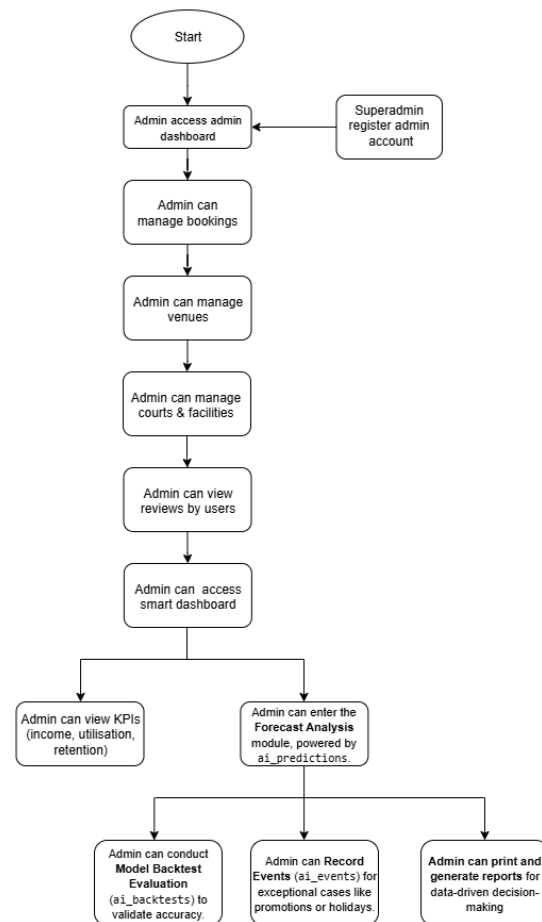 Start
Admin access admin
dashboard
Superadmin
register admin
account
Admin can
manage bookings
Admin can manage
venues
Admin can manage
courts & facilities
Admin can view
reviews by users
Admin can access
smart dashboard
Admin can view KPIs
(income, utilisation,
retention)
Admin can enter the
Forecast Analysis
module, powered by
ai_predictions.
Admin can conduct
Model Backtest
Evaluation
(ai_backtests) to
validate accuracy.
Admin can Record
Events (ai_events) for
exceptional cases like
promotions or holidays.
Admin can print and
generate reports for
data-driven decision-
making